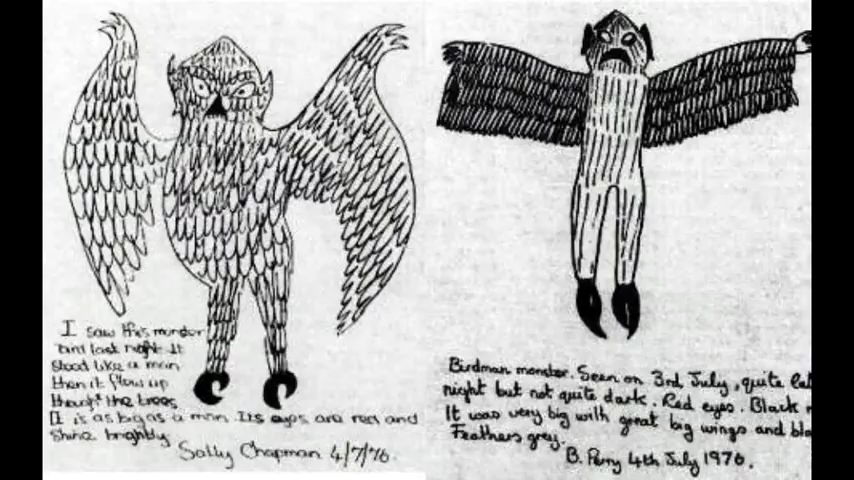 I saw this monster
bird last night. It
stood like a man
then it flew up
through the trees
It is as big as a man. Its eyes are red and
shine brightly
Sally Chapman 4/7/76.
Birdman monster. Seen on 3rd July, quite lat
night but not quite dark. Red eyes. Black m
It was very big with great big wings and bla
Feathers grey.
B. Perry 4th July 1976.